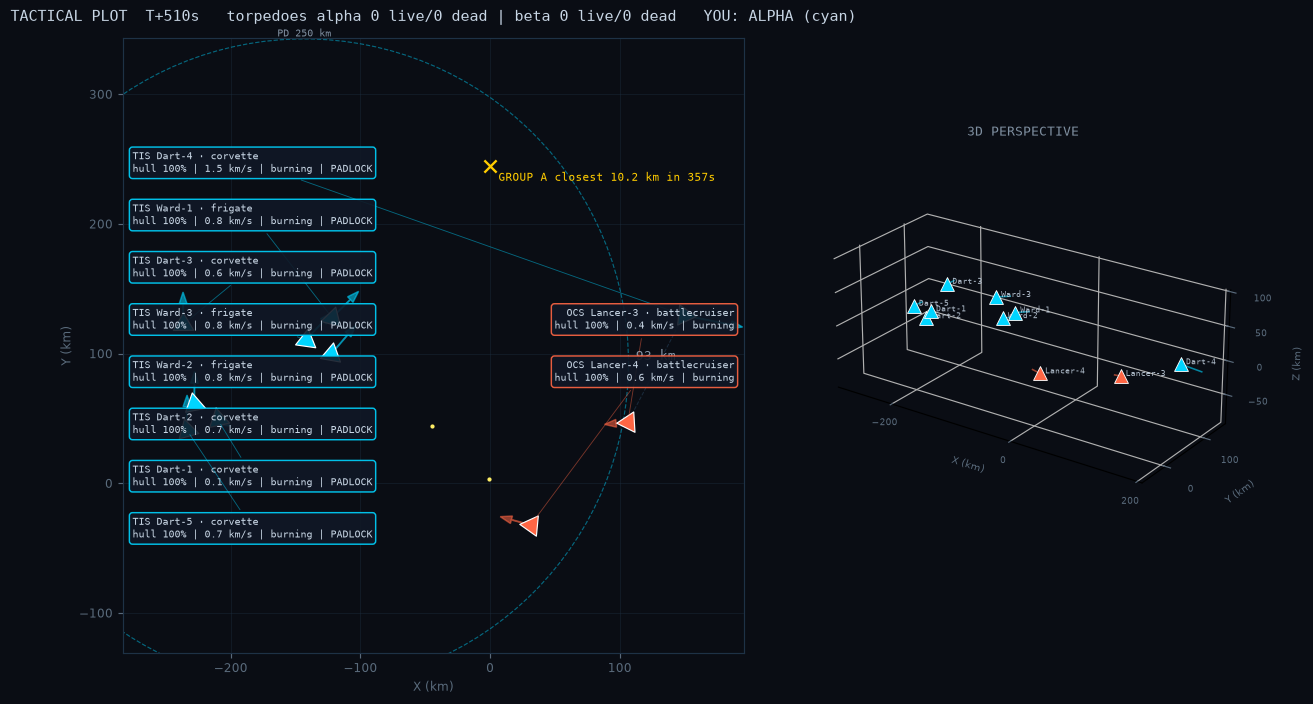 TACTICAL PLOT  T+510s   torpedoes alpha 0 live/0 dead | beta 0 live/0 dead   YOU: ALPHA (cyan)
PD 250 km
300
200
100
0
−100
Y (km)
−200
−100
0
100
X (km)
TIS Dart-4 · corvette
hull 100% | 1.5 km/s | burning | PADLOCK
TIS Ward-1 · frigate
hull 100% | 0.8 km/s | burning | PADLOCK
TIS Dart-3 · corvette
hull 100% | 0.6 km/s | burning | PADLOCK
TIS Ward-3 · frigate
hull 100% | 0.8 km/s | burning | PADLOCK
TIS Ward-2 · frigate
hull 100% | 0.8 km/s | burning | PADLOCK
TIS Dart-2 · corvette
hull 100% | 0.7 km/s | burning | PADLOCK
TIS Dart-1 · corvette
hull 100% | 0.1 km/s | burning | PADLOCK
TIS Dart-5 · corvette
hull 100% | 0.7 km/s | burning | PADLOCK
GROUP A closest 10.2 km in 357s
OCS Lancer-3 · battlecruiser
hull 100% | 0.4 km/s | burning
OCS Lancer-4 · battlecruiser
hull 100% | 0.6 km/s | burning
3D PERSPECTIVE
Dart-3
Ward-3
Dart-5
Dart-1
Ward-1
Dart-4
Lancer-4
Lancer-3
100
50
0
−50
Z (km)
−200
0
200
X (km)
100
0
Y (km)